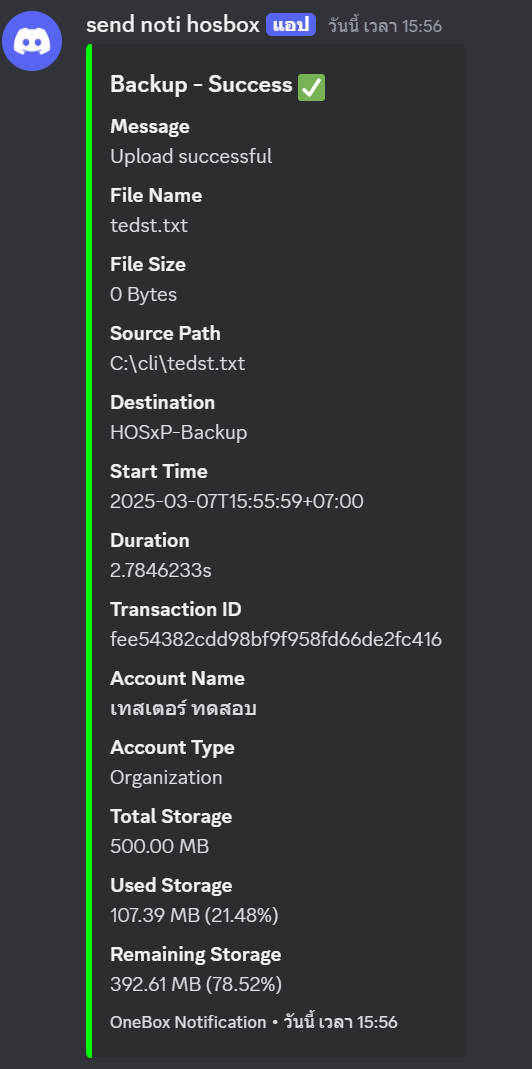 send noti hosbox แอป วันนี้ เวลา 15:56
Backup - Success ✅
Message
Upload successful
File Name
tedst.txt
File Size
0 Bytes
Source Path
C:\cli\tedst.txt
Destination
HOSxP-Backup
Start Time
2025-03-07T15:55:59+07:00
Duration
2.7846233s
Transaction ID
fee54382cdd98bf9f958fd66de2fc416
Account Name
เทสเตอร์ ทดสอบ
Account Type
Organization
Total Storage
500.00 MB
Used Storage
107.39 MB (21.48%)
Remaining Storage
392.61 MB (78.52%)
OneBox Notification • วันนี้ เวลา 15:56